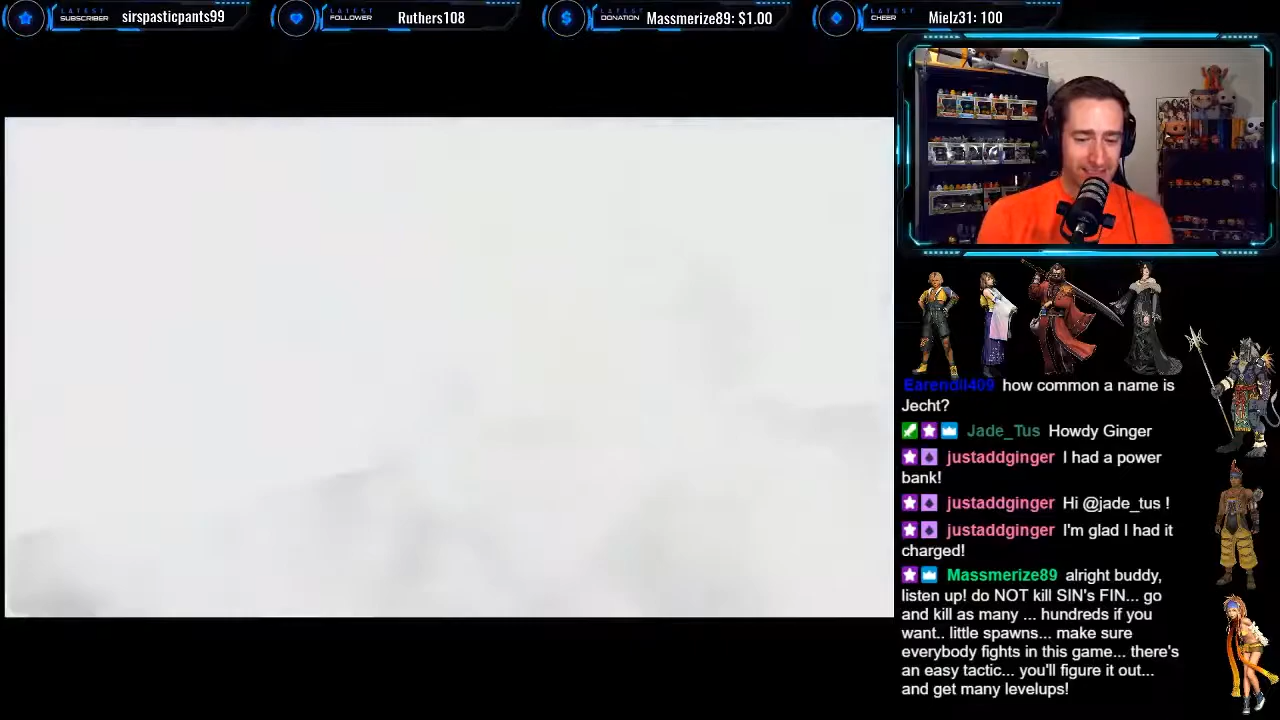 LATEST SUBSCRIBER sirspasticpants99
LATEST FOLLOWER Ruthers108
LATEST DONATION Massmerize89: $1.00
LATEST CHEER Mielz31: 100
Earendil409 how common a name is
Jecht?
Jade_Tus Howdy Ginger
justaddginger I had a power
bank!
justaddginger Hi @jade_tus !
justaddginger I'm glad I had it
charged!
Massmerize89 alright buddy,
listen up! do NOT kill SIN's FIN... go
and kill as many ... hundreds if you
want.. little spawns... make sure
everybody fights in this game... there's
an easy tactic... you'll figure it out...
and get many levelups!